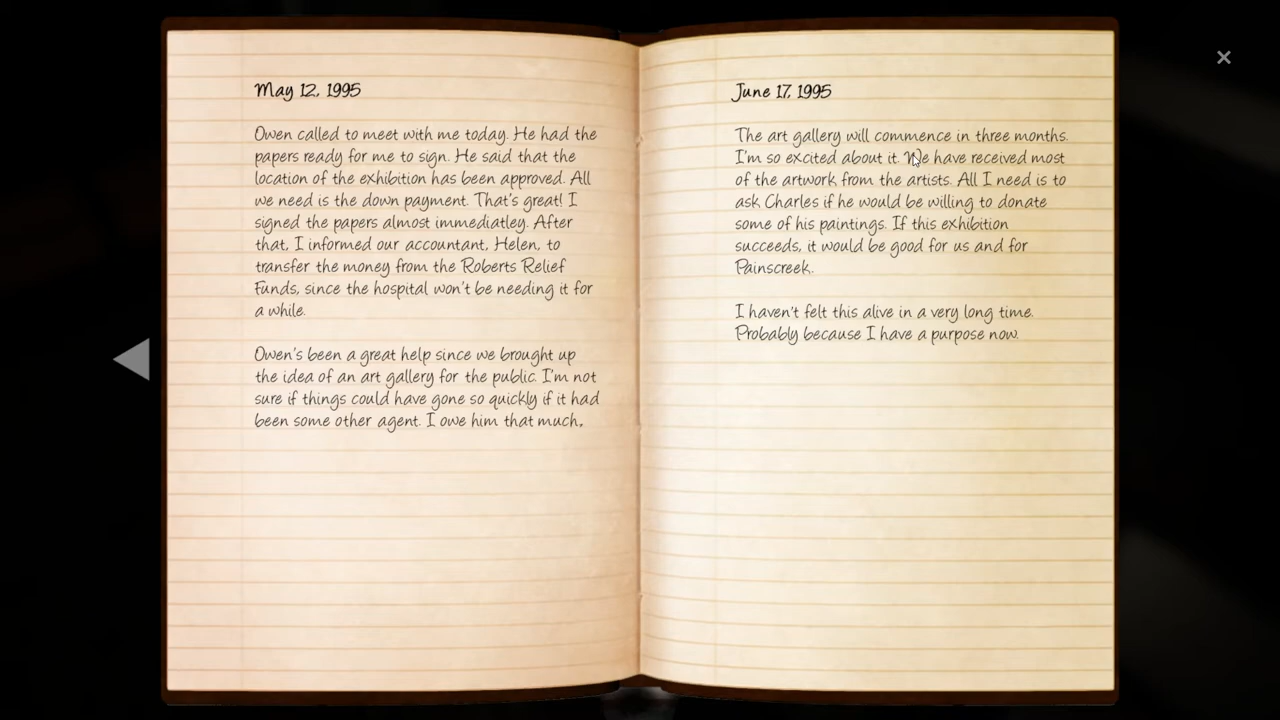 May 12, 1995
Owen called to meet with me today. He had the
papers ready for me to sign. He said that the
location of the exhibition has been approved. All
we need is the down payment. That's great! I
signed the papers almost immediatley. After
that, I informed our accountant, Helen, to
transfer the money from the Roberts Relief
Funds, since the hospital won't be needing it for
a while.
Owen's been a great help since we brought up
the idea of an art gallery for the public. I'm not
sure if things could have gone so quickly if it had
been some other agent. I owe him that much.
June 17, 1995
The art gallery will commence in three months.
I'm so excited about it. We have received most
of the artwork from the artists. All I need is to
ask Charles if he would be willing to donate
some of his paintings. If this exhibition
succeeds, it would be good for us and for
Painscreek.
I haven't felt this alive in a very long time.
Probably because I have a purpose now.